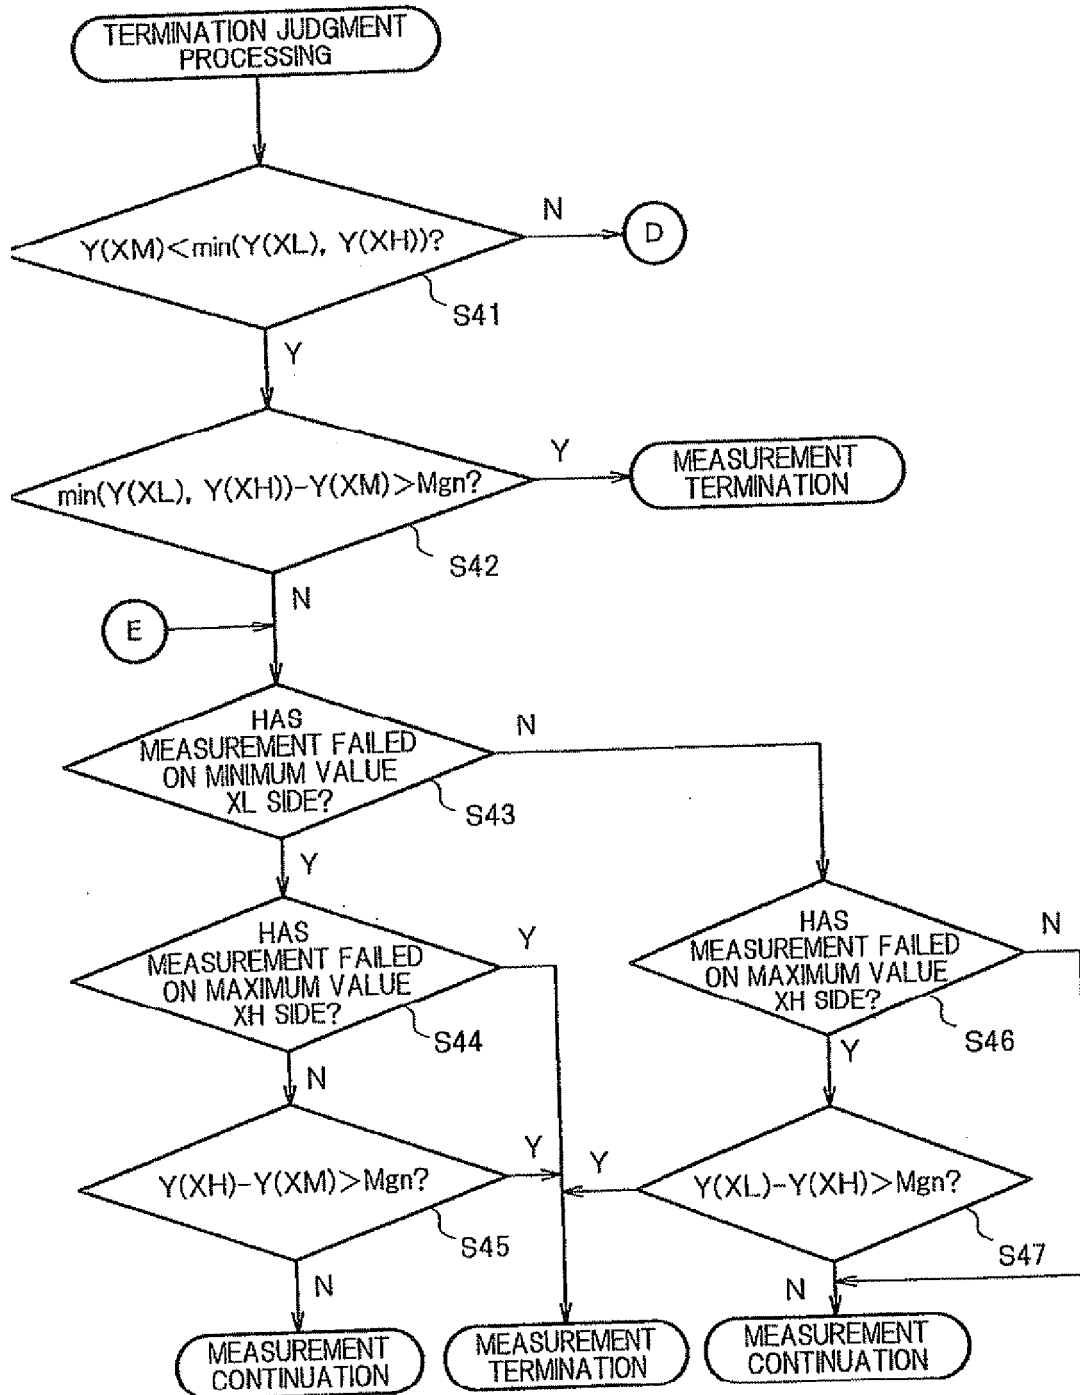 TERMINATION JUDGMENT
PROCESSING
Y(XM)<min(Y(XL), Y(XH))?
N
D
S41
Y
min(Y(XL), Y(XH))-Y(XM)>Mgn?
Y
MEASUREMENT
TERMINATION
S42
N
E
HAS
MEASUREMENT FAILED
ON MINIMUM VALUE
XL SIDE?
N
S43
Y
HAS
MEASUREMENT FAILED
ON MAXIMUM VALUE
XH SIDE?
Y
S44
N
HAS
MEASUREMENT FAILED
ON MAXIMUM VALUE
XH SIDE?
N
S46
Y
Y(XH)-Y(XM)>Mgn?
Y
S45
N
Y(XL)-Y(XH)>Mgn?
Y
S47
N
MEASUREMENT
CONTINUATION
MEASUREMENT
TERMINATION
MEASUREMENT
CONTINUATION